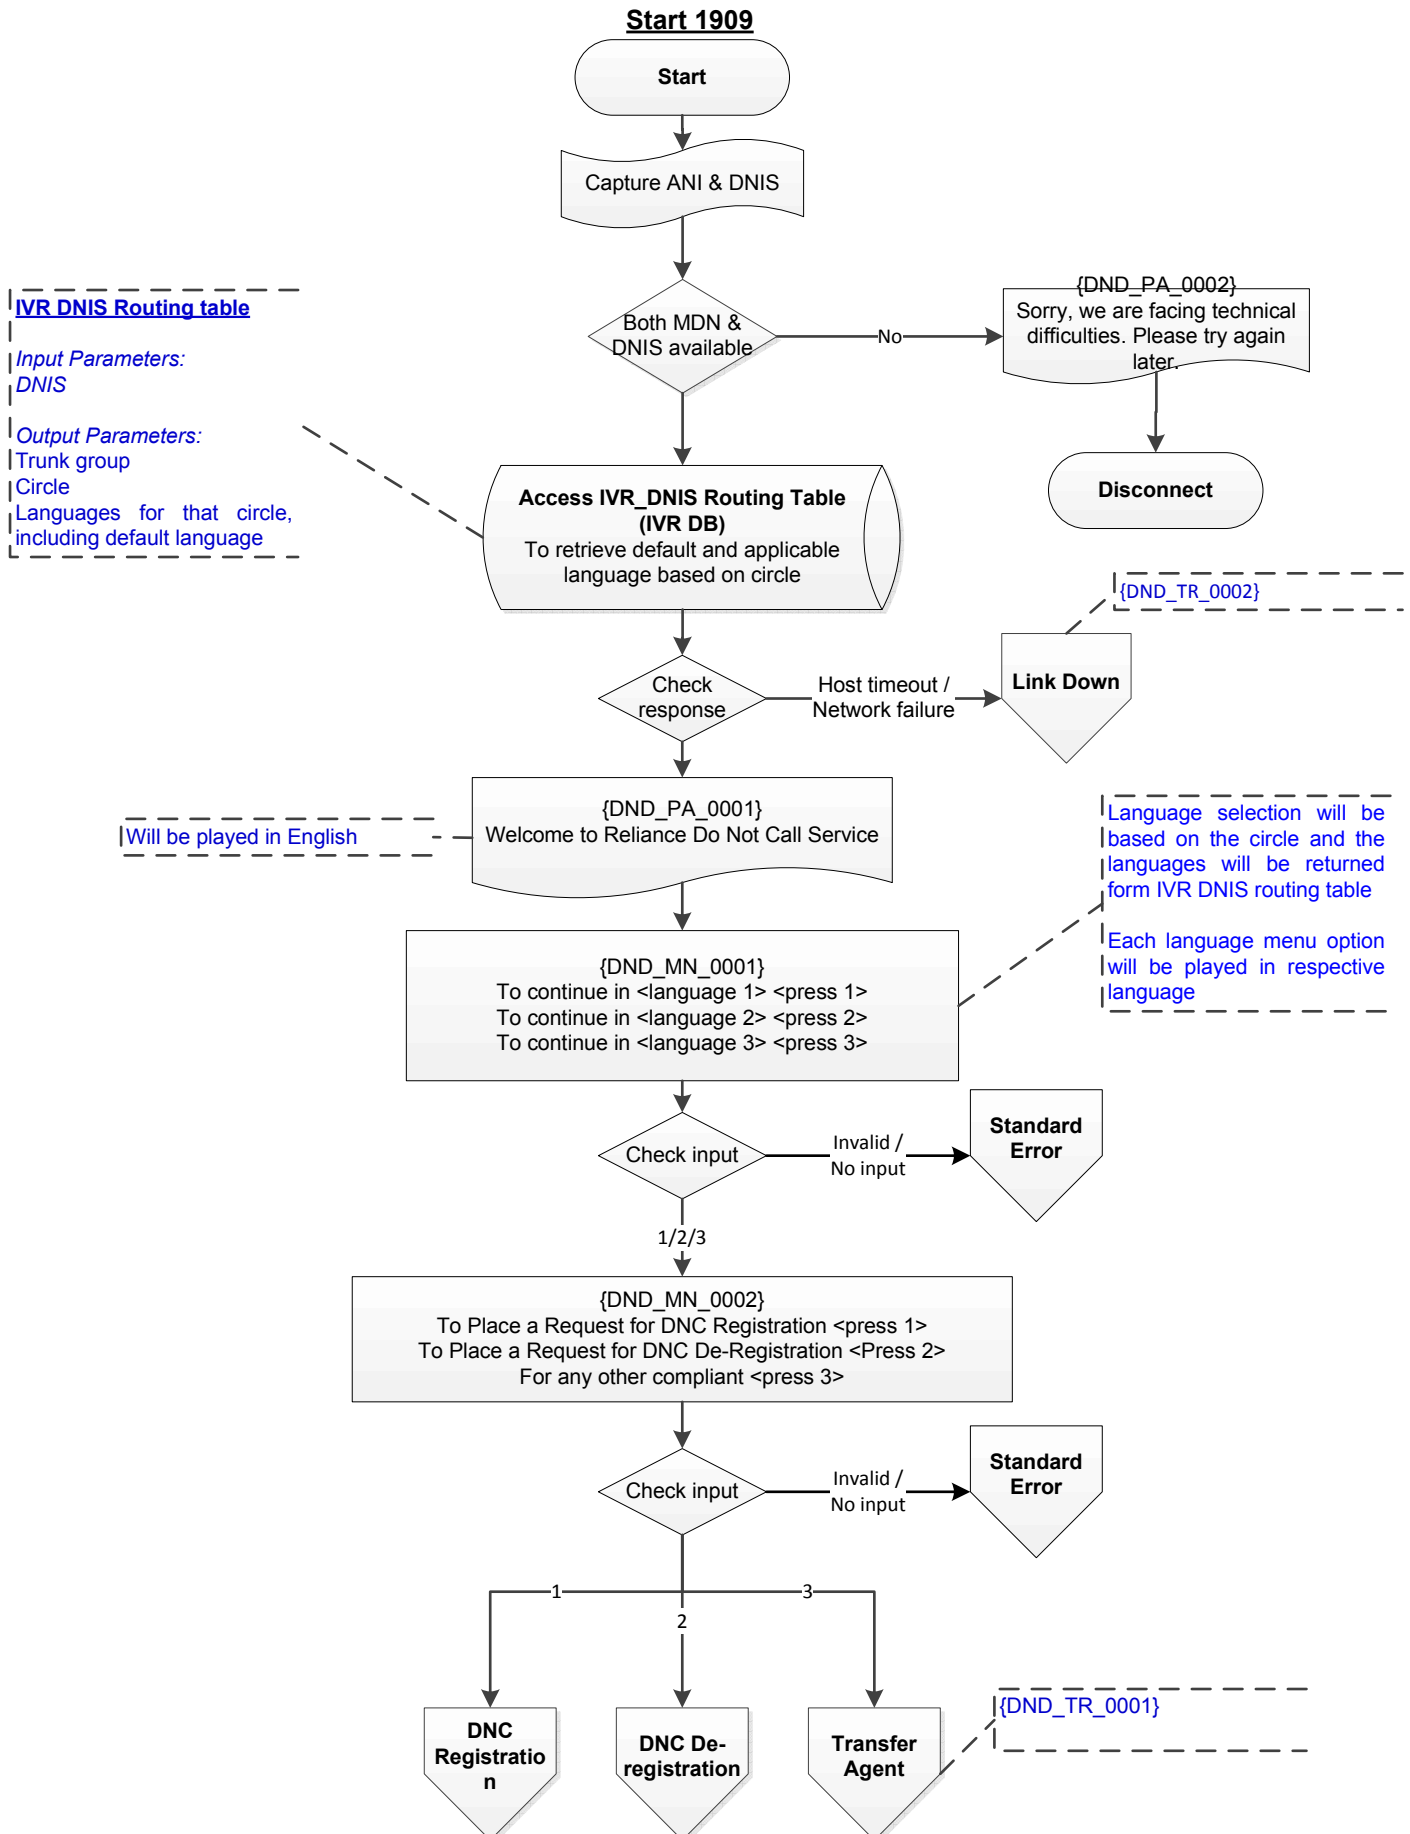 Start 1909
Start
Capture ANI & DNIS
Both MDN &
DNIS available
No
{DND_PA_0002}
Sorry, we are facing technical
difficulties. Please try again
later.
Disconnect
IVR DNIS Routing table
Input Parameters:
DNIS
Output Parameters:
Trunk group
Circle
Languages for that circle,
including default language
Access IVR_DNIS Routing Table
(IVR DB)
To retrieve default and applicable
language based on circle
{DND_TR_0002}
Check
response
Host timeout /
Network failure
Link Down
{DND_PA_0001}
Welcome to Reliance Do Not Call Service
Will be played in English
Language selection will be
based on the circle and the
languages will be returned
form IVR DNIS routing table
Each language menu option
will be played in respective
language
{DND_MN_0001}
To continue in <language 1> <press 1>
To continue in <language 2> <press 2>
To continue in <language 3> <press 3>
Check input
Invalid /
No input
Standard
Error
1/2/3
{DND_MN_0002}
To Place a Request for DNC Registration <press 1>
To Place a Request for DNC De-Registration <Press 2>
For any other compliant <press 3>
Check input
Invalid /
No input
Standard
Error
1
2
3
DNC
Registratio
n
DNC De-
registration
Transfer
Agent
{DND_TR_0001}